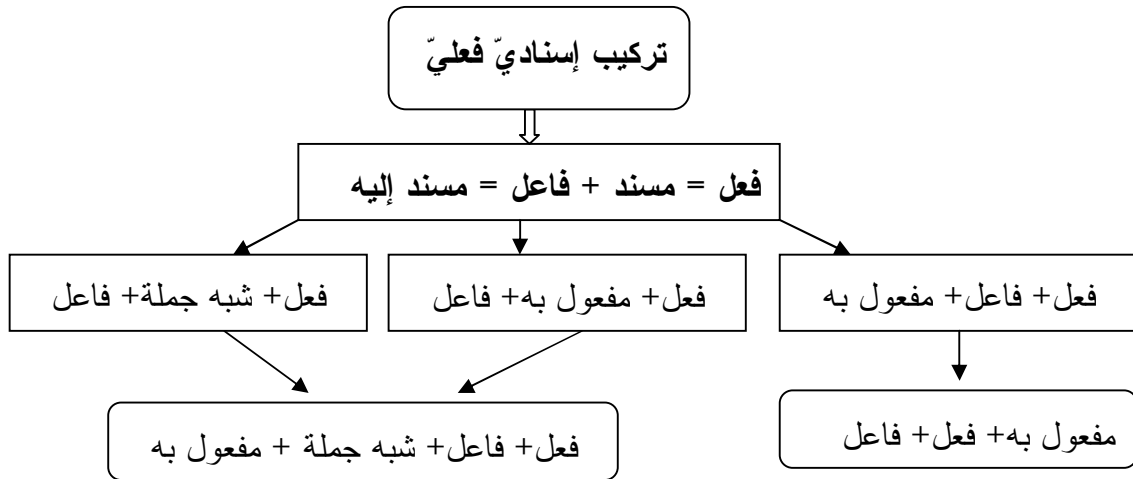 تركيب إسناديّ فعليّ
فعل = مسند + فاعل = مسند إليه
فعل+ فاعل+ مفعول به
فعل+ مفعول به+ فاعل
فعل+ شبه جملة+ فاعل
مفعول به+ فعل+ فاعل
فعل+ فاعل+ شبه جملة + مفعول به